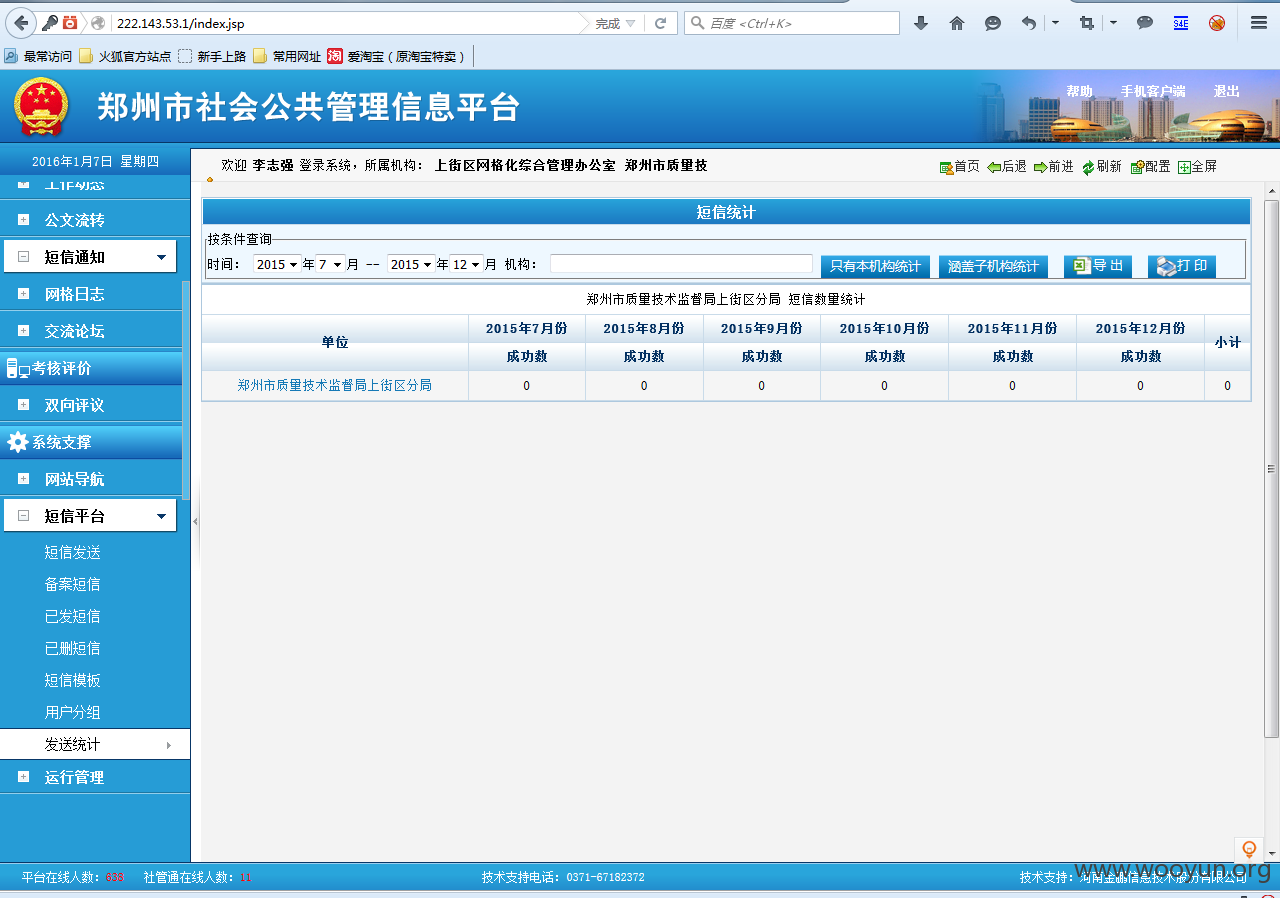 222.143.53.1/index.jsp 完成 百度 <Ctrl+K> S4E
最常访问 火狐官方站点 新手上路 常用网址 淘 爱淘宝（原淘宝特卖）
郑州市社会公共管理信息平台 帮助 手机客户端 退出
2016年1月7日 星期四 欢迎 李志强 登录系统，所属机构： 上街区网格化综合管理办公室 郑州市质量技 首页 后退 前进 刷新 配置 全屏
工作动态
公文流转
短信通知
网格日志
交流论坛
考核评价
双向评议
系统支撑
网站导航
短信平台
短信发送
备案短信
已发短信
已删短信
短信模板
用户分组
发送统计
运行管理
短信统计
按条件查询
时间： 2015 年 7 月 -- 2015 年 12 月 机构： 只有本机构统计 涵盖子机构统计 导 出 打 印
郑州市质量技术监督局上街区分局 短信数量统计
单位 2015年7月份 2015年8月份 2015年9月份 2015年10月份 2015年11月份 2015年12月份 小计
成功数 成功数 成功数 成功数 成功数 成功数
郑州市质量技术监督局上街区分局 0 0 0 0 0 0 0
平台在线人数：638 社管通在线人数：11 技术支持电话：0371-67182372 技术支持：河南金鹏信息技术股份有限公司
www.wooyun.org